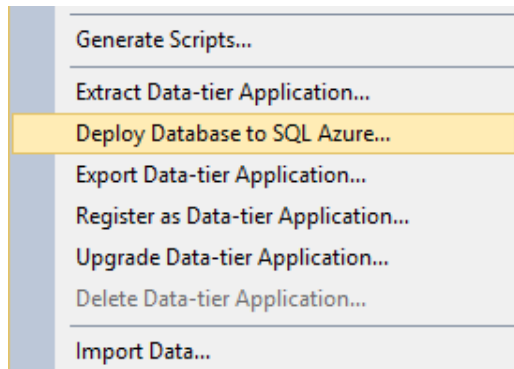 Generate Scripts...
Extract Data-tier Application...
Deploy Database to SQL Azure...
Export Data-tier Application...
Register as Data-tier Application...
Upgrade Data-tier Application...
Delete Data-tier Application...
Import Data...